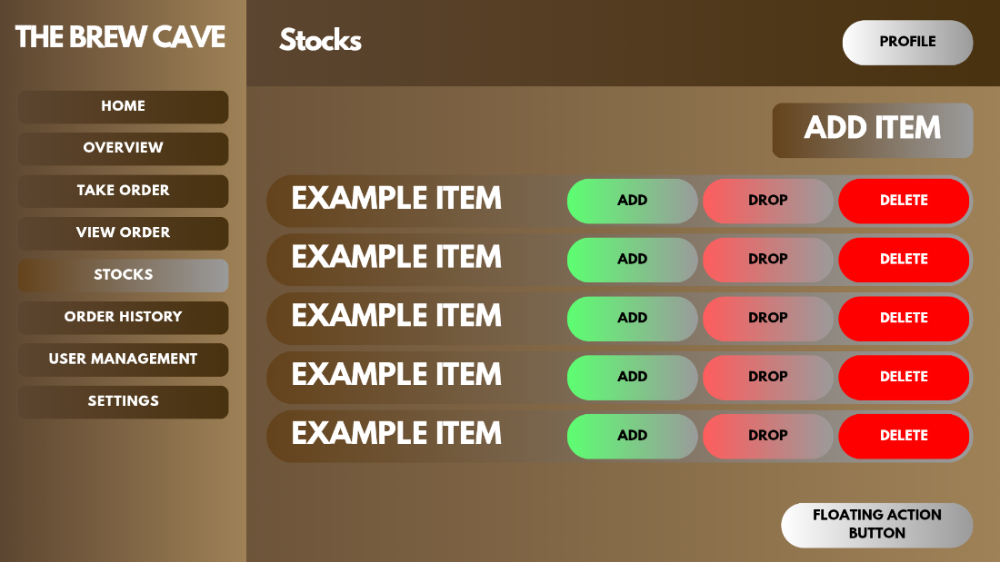 THE BREW CAVE
Stocks
PROFILE
HOME
OVERVIEW
TAKE ORDER
VIEW ORDER
STOCKS
ORDER HISTORY
USER MANAGEMENT
SETTINGS
ADD ITEM
EXAMPLE ITEM ADD DROP DELETE
EXAMPLE ITEM ADD DROP DELETE
EXAMPLE ITEM ADD DROP DELETE
EXAMPLE ITEM ADD DROP DELETE
EXAMPLE ITEM ADD DROP DELETE
FLOATING ACTION
BUTTON